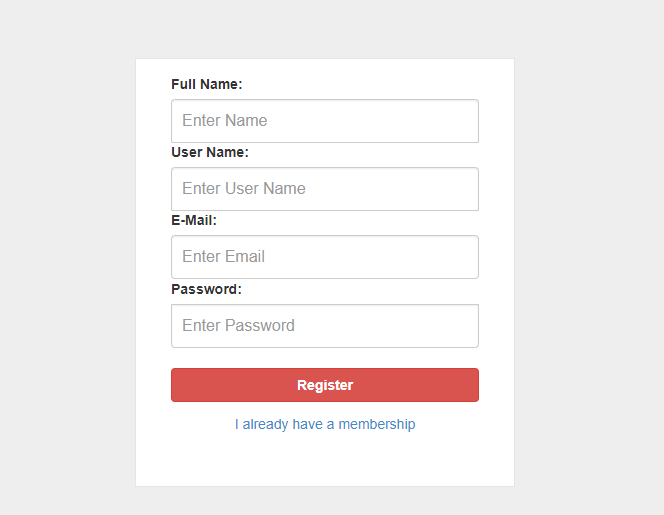 Full Name:
Enter Name
User Name:
Enter User Name
E-Mail:
Enter Email
Password:
Enter Password
Register
I already have a membership